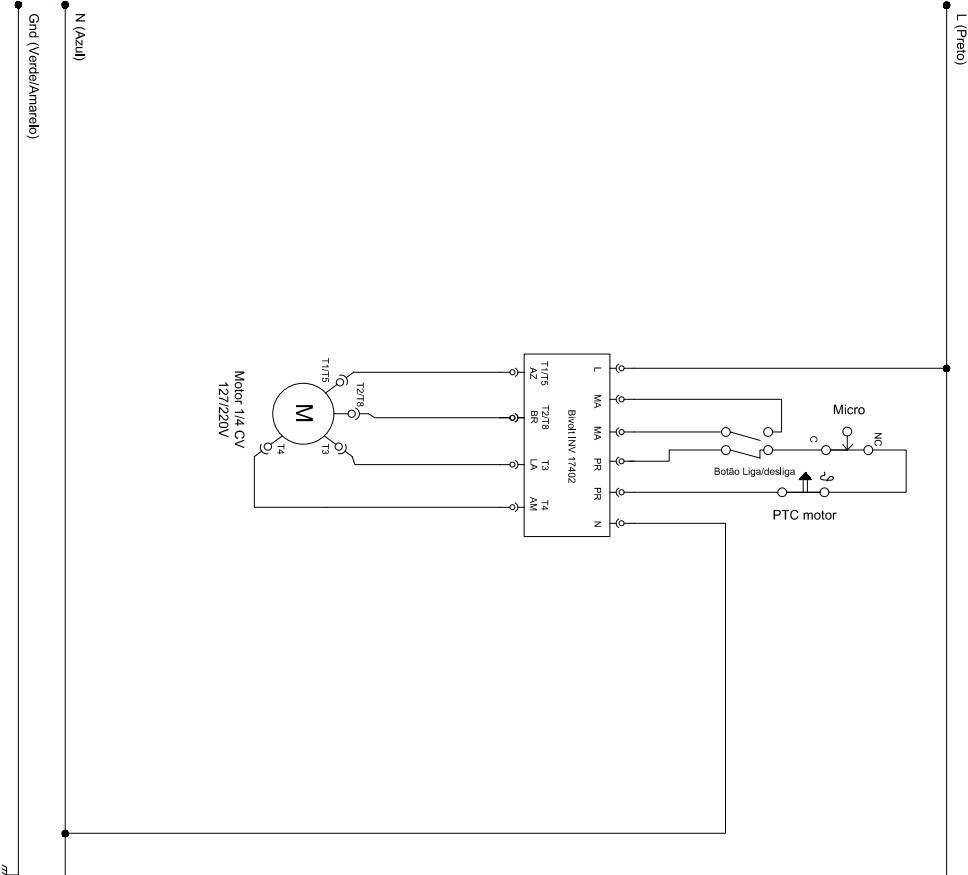 Gnd (Verde/Amarelo)
N (Azul)
L (Preto)
T1/T5
AZ
T2/T8
BR
T3
LA
T4
AM
Bivolt INV 17402
L
MA
MA
PR
PR
N
Micro
C
NC
Botão Liga/desliga
PTC motor
T1/T5
T2/T8
M
T3
T4
Motor 1/4 CV
127/220V